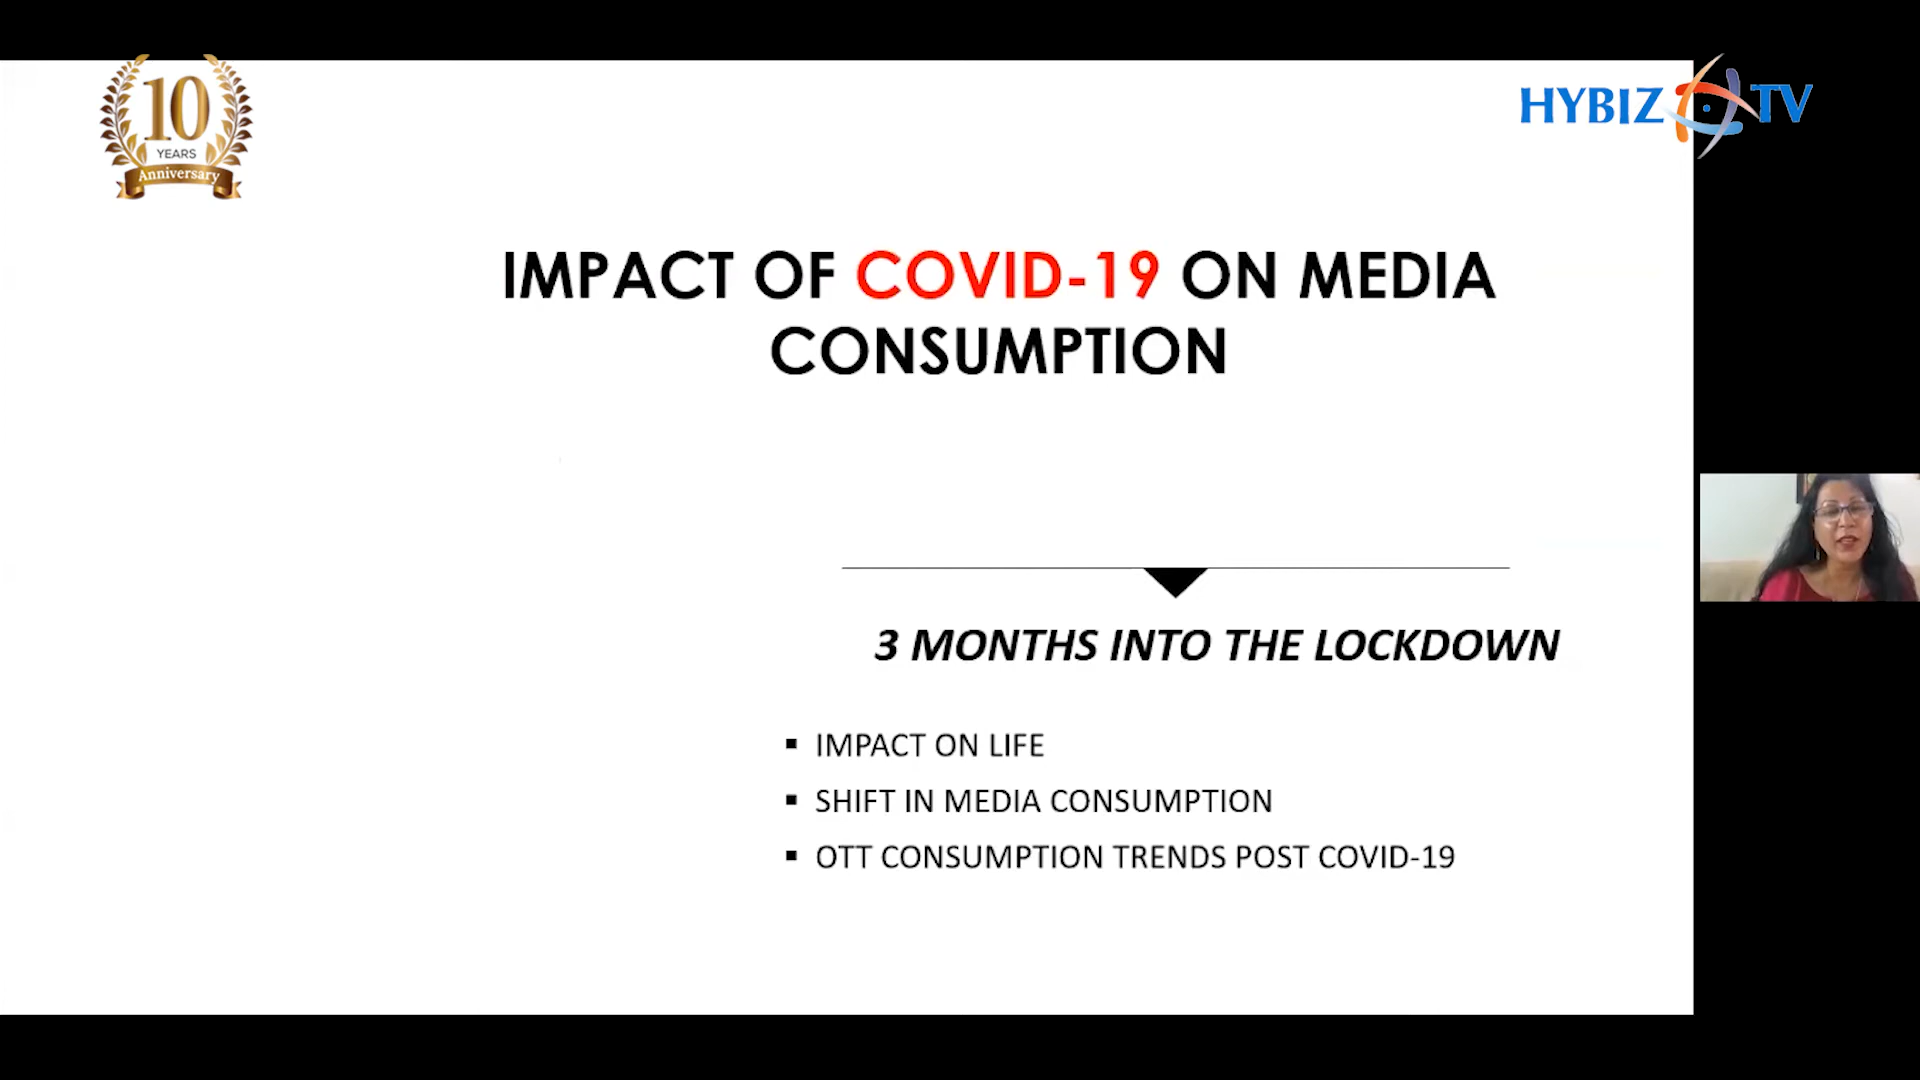 10
YEARS
Anniversary
HYBIZ TV
IMPACT OF COVID-19 ON MEDIA
CONSUMPTION
3 MONTHS INTO THE LOCKDOWN
▪ IMPACT ON LIFE
▪ SHIFT IN MEDIA CONSUMPTION
▪ OTT CONSUMPTION TRENDS POST COVID-19